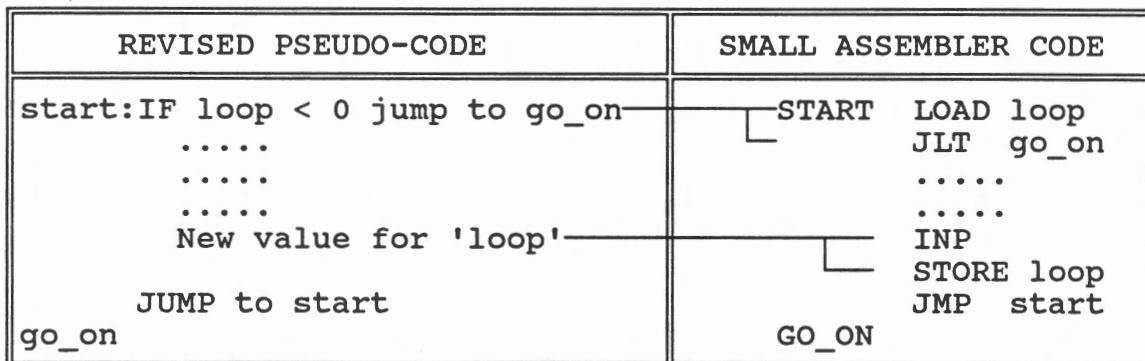 REVISED PSEUDO-CODE
SMALL ASSEMBLER CODE
start:IF loop < 0 jump to go_on
START LOAD loop
JLT go_on
.....
.....
.....
.....
.....
New value for 'loop'
INP
STORE loop
JUMP to start
JMP start
go_on
GO_ON